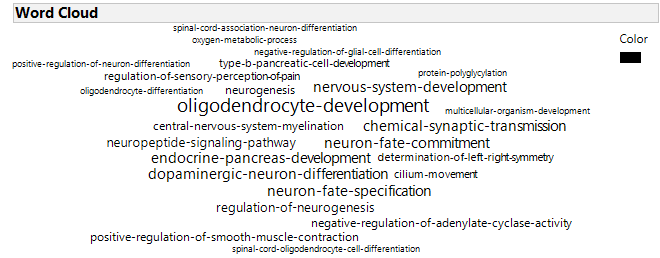 Word Cloud
Color
spinal-cord-association-neuron-differentiation
oxygen-metabolic-process
negative-regulation-of-glial-cell-differentiation
positive-regulation-of-neuron-differentiation
type-b-pancreatic-cell-development
regulation-of-sensory-perception-of-pain
protein-polyglycylation
oligodendrocyte-differentiation
neurogenesis
nervous-system-development
oligodendrocyte-development
multicellular-organism-development
central-nervous-system-myelination
chemical-synaptic-transmission
neuropeptide-signaling-pathway
neuron-fate-commitment
endocrine-pancreas-development
determination-of-left-right-symmetry
dopaminergic-neuron-differentiation
cilium-movement
neuron-fate-specification
regulation-of-neurogenesis
negative-regulation-of-adenylate-cyclase-activity
positive-regulation-of-smooth-muscle-contraction
spinal-cord-oligodendrocyte-cell-differentiation